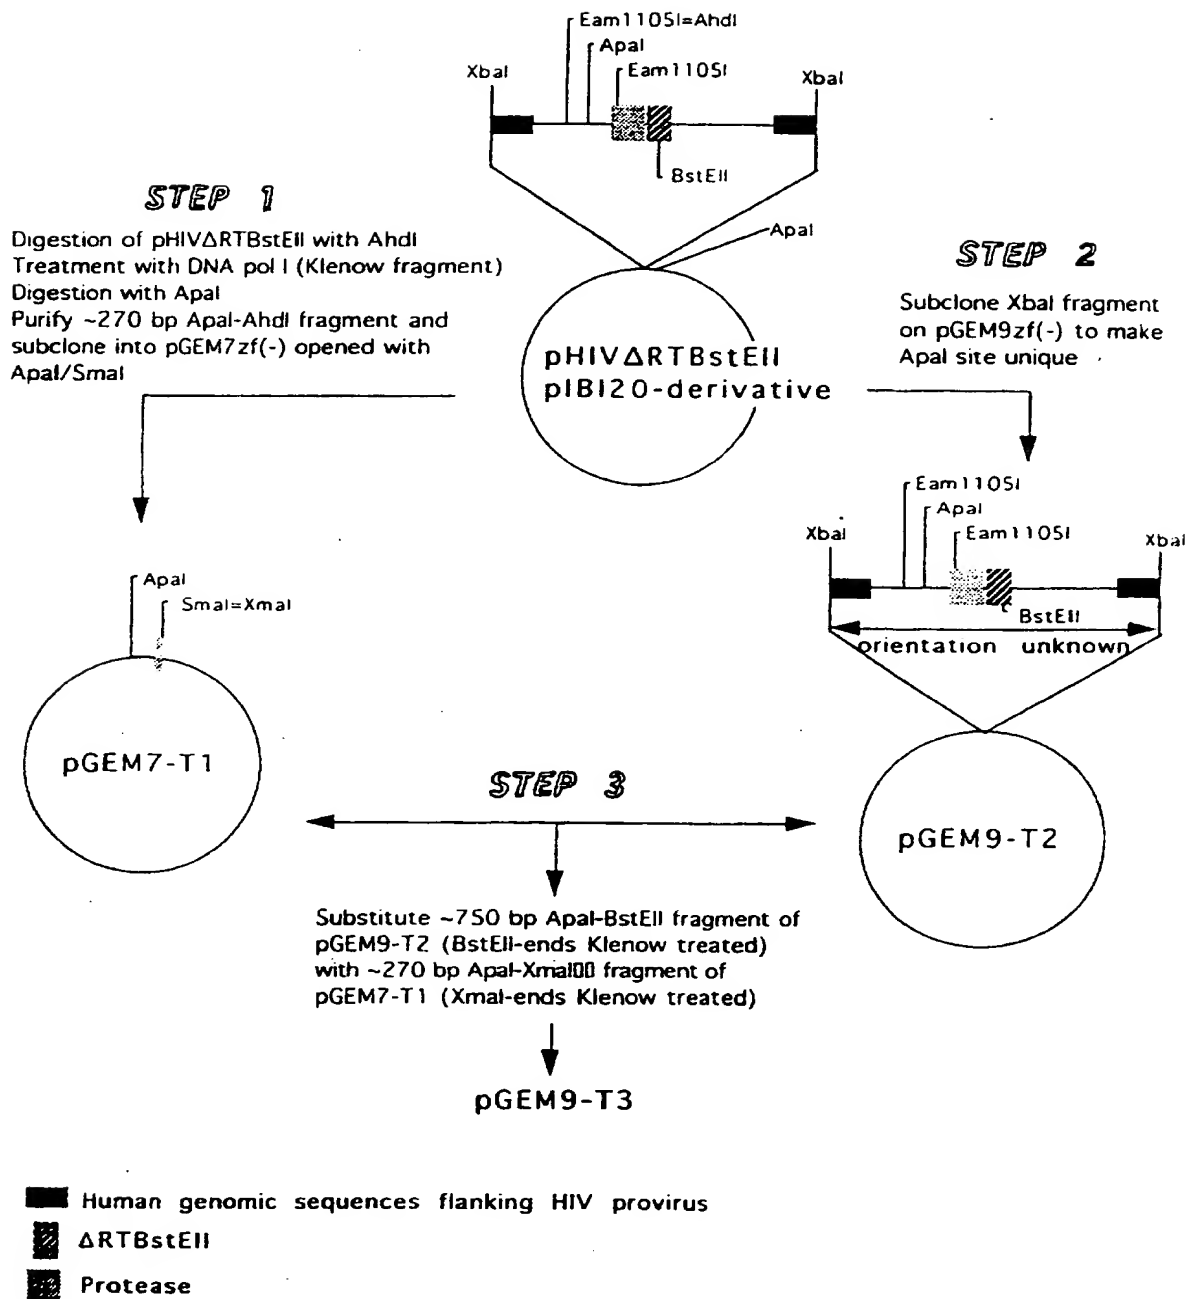 Eam1105I=AhdI
ApaI
Eam1105I
XbaI
XbaI
BstEII
ApaI
STEP 1
Digestion of pHIVΔRTBstEII with AhdI
Treatment with DNA pol I (Klenow fragment)
Digestion with ApaI
Purify ~270 bp ApaI-AhdI fragment and
subclone into pGEM7zf(-) opened with
ApaI/SmaI
STEP 2
Subclone XbaI fragment
on pGEM9zf(-) to make
ApaI site unique
pHIVΔRTBstEII
pIBI20-derivative
Eam1105I
ApaI
Eam1105I
XbaI
XbaI
BstEII
orientation unknown
ApaI
SmaI=XmaI
pGEM7-T1
pGEM9-T2
STEP 3
Substitute ~750 bp ApaI-BstEII fragment of
pGEM9-T2 (BstEII-ends Klenow treated)
with ~270 bp ApaI-XmaI▯▯ fragment of
pGEM7-T1 (XmaI-ends Klenow treated)
pGEM9-T3
Human genomic sequences flanking HIV provirus
ΔRTBstEII
Protease